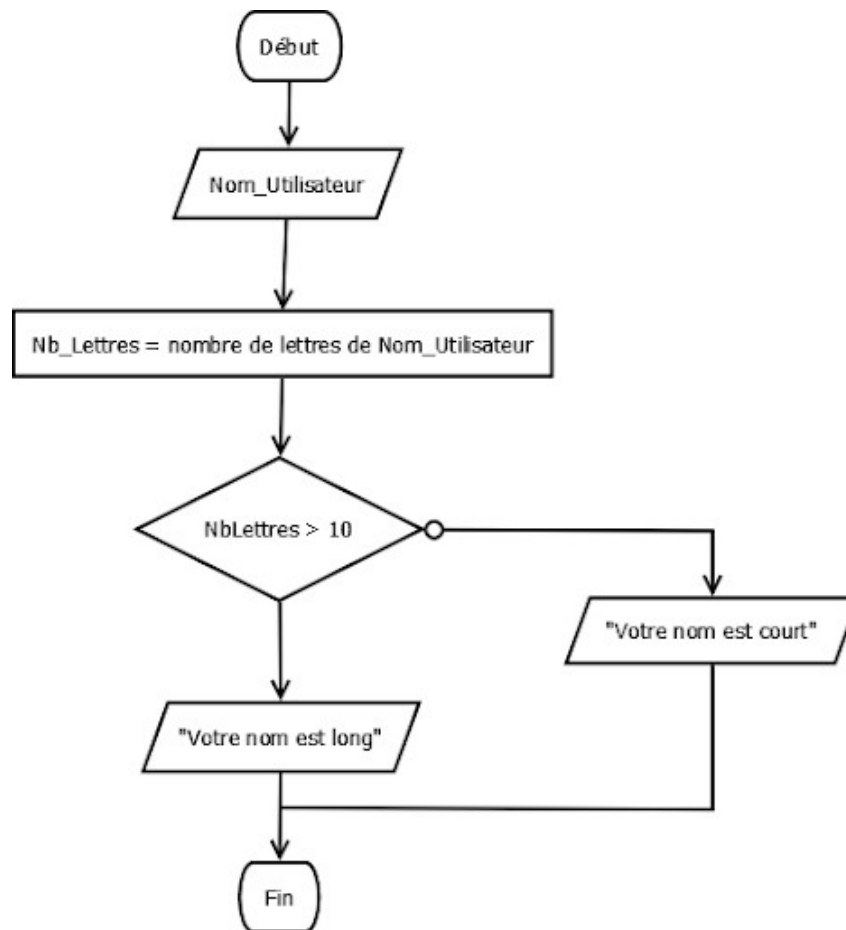 Début
Nom_Utilisateur
Nb_Lettres = nombre de lettres de Nom_Utilisateur
NbLettres > 10
"Votre nom est court"
"Votre nom est long"
Fin